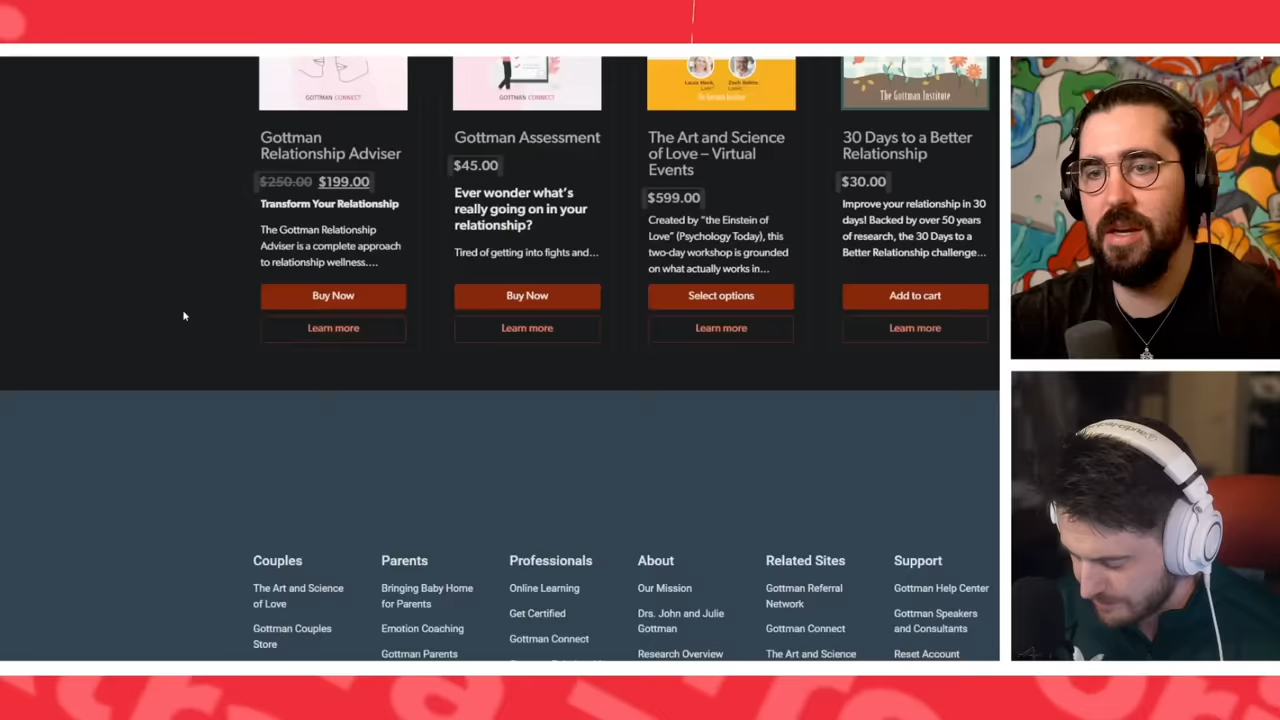 GOTTMAN CONNECT
GOTTMAN CONNECT
The Gottman Institute
Gottman
Relationship Adviser
$250.00 $199.00
Transform Your Relationship
The Gottman Relationship
Adviser is a complete approach
to relationship wellness....
Buy Now
Learn more
Gottman Assessment
$45.00
Ever wonder what's
really going on in your
relationship?
Tired of getting into fights and...
Buy Now
Learn more
The Art and Science
of Love – Virtual
Events
$599.00
Created by "the Einstein of
Love" (Psychology Today), this
two-day workshop is grounded
on what actually works in...
Select options
Learn more
30 Days to a Better
Relationship
$30.00
Improve your relationship in 30
days! Backed by over 50 years
of research, the 30 Days to a
Better Relationship challenge...
Add to cart
Learn more
Couples
The Art and Science
of Love
Gottman Couples
Store
Parents
Bringing Baby Home
for Parents
Emotion Coaching
Gottman Parents
Professionals
Online Learning
Get Certified
Gottman Connect
About
Our Mission
Drs. John and Julie
Gottman
Research Overview
Related Sites
Gottman Referral
Network
Gottman Connect
The Art and Science
Support
Gottman Help Center
Gottman Speakers
and Consultants
Reset Account
audio-technica